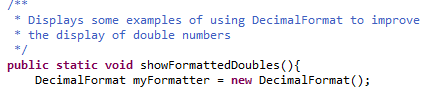 /**
 * Displays some examples of using DecimalFormat to improve
 * the display of double numbers
 */
public static void showFormattedDoubles(){
    DecimalFormat myFormatter = new DecimalFormat();